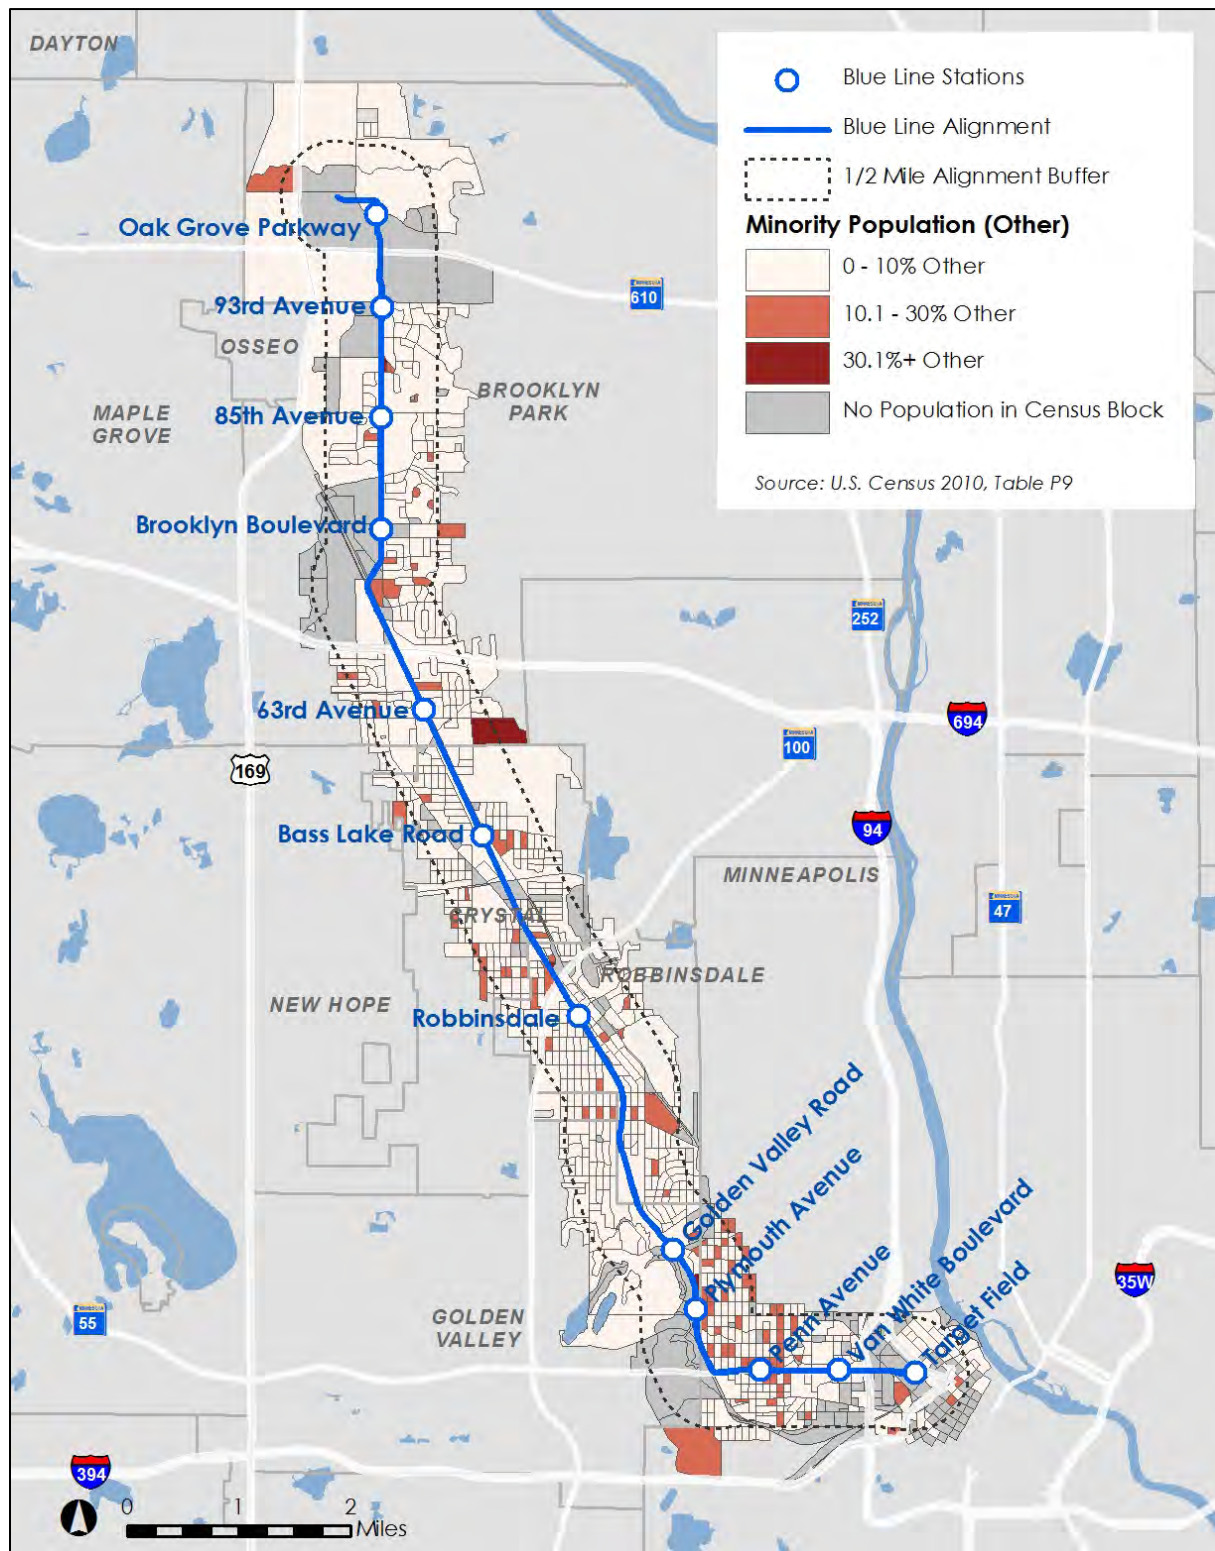 DAYTON
Blue Line Stations
Blue Line Alignment
1/2 Mile Alignment Buffer
Minority Population (Other)
0 - 10% Other
10.1 - 30% Other
30.1%+ Other
No Population in Census Block
Source: U.S. Census 2010, Table P9
Oak Grove Parkway
610
93rd Avenue
OSSEO
MAPLE
GROVE
BROOKLYN
PARK
85th Avenue
Brooklyn Boulevard
252
63rd Avenue
694
100
169
Bass Lake Road
94
MINNEAPOLIS
47
CRYSTAL
ROBBINSDALE
NEW HOPE
Robbinsdale
Golden Valley Road
Plymouth Avenue
Penn Avenue
Van White Boulevard
Target Field
35W
55
GOLDEN
VALLEY
394
0 1 2
Miles